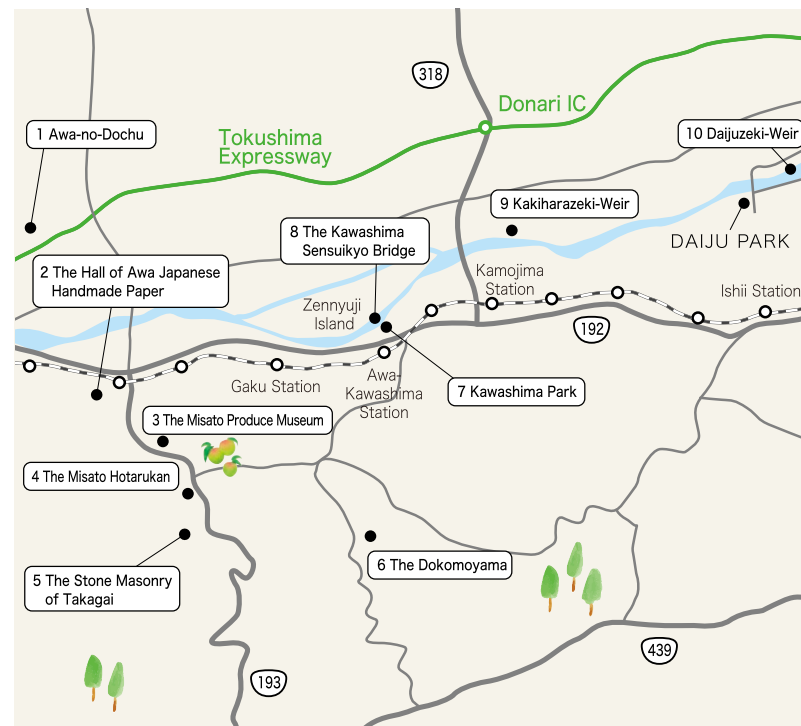 318
Donari IC
Tokushima
Expressway
1 Awa-no-Dochu
10 Daijuzeki-Weir
9 Kakiharazeki-Weir
8 The Kawashima
Sensuikyo Bridge
DAIJU PARK
2 The Hall of Awa Japanese
Handmade Paper
Kamojima
Station
Ishii Station
Zennyuji
Island
192
Gaku Station
Awa-
Kawashima
Station
7 Kawashima Park
3 The Misato Produce Museum
4 The Misato Hotarukan
6 The Dokomoyama
5 The Stone Masonry
of Takagai
439
193